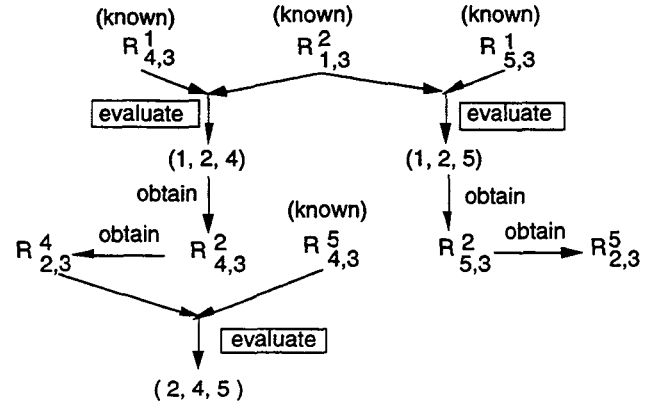 (known) (known) (known)
R^1_{4,3} R^2_{1,3} R^1_{5,3}
evaluate evaluate
(1, 2, 4) (1, 2, 5)
obtain obtain
(known)
R^4_{2,3} obtain R^2_{4,3} R^5_{4,3} R^2_{5,3} obtain R^5_{2,3}
evaluate
( 2, 4, 5 )